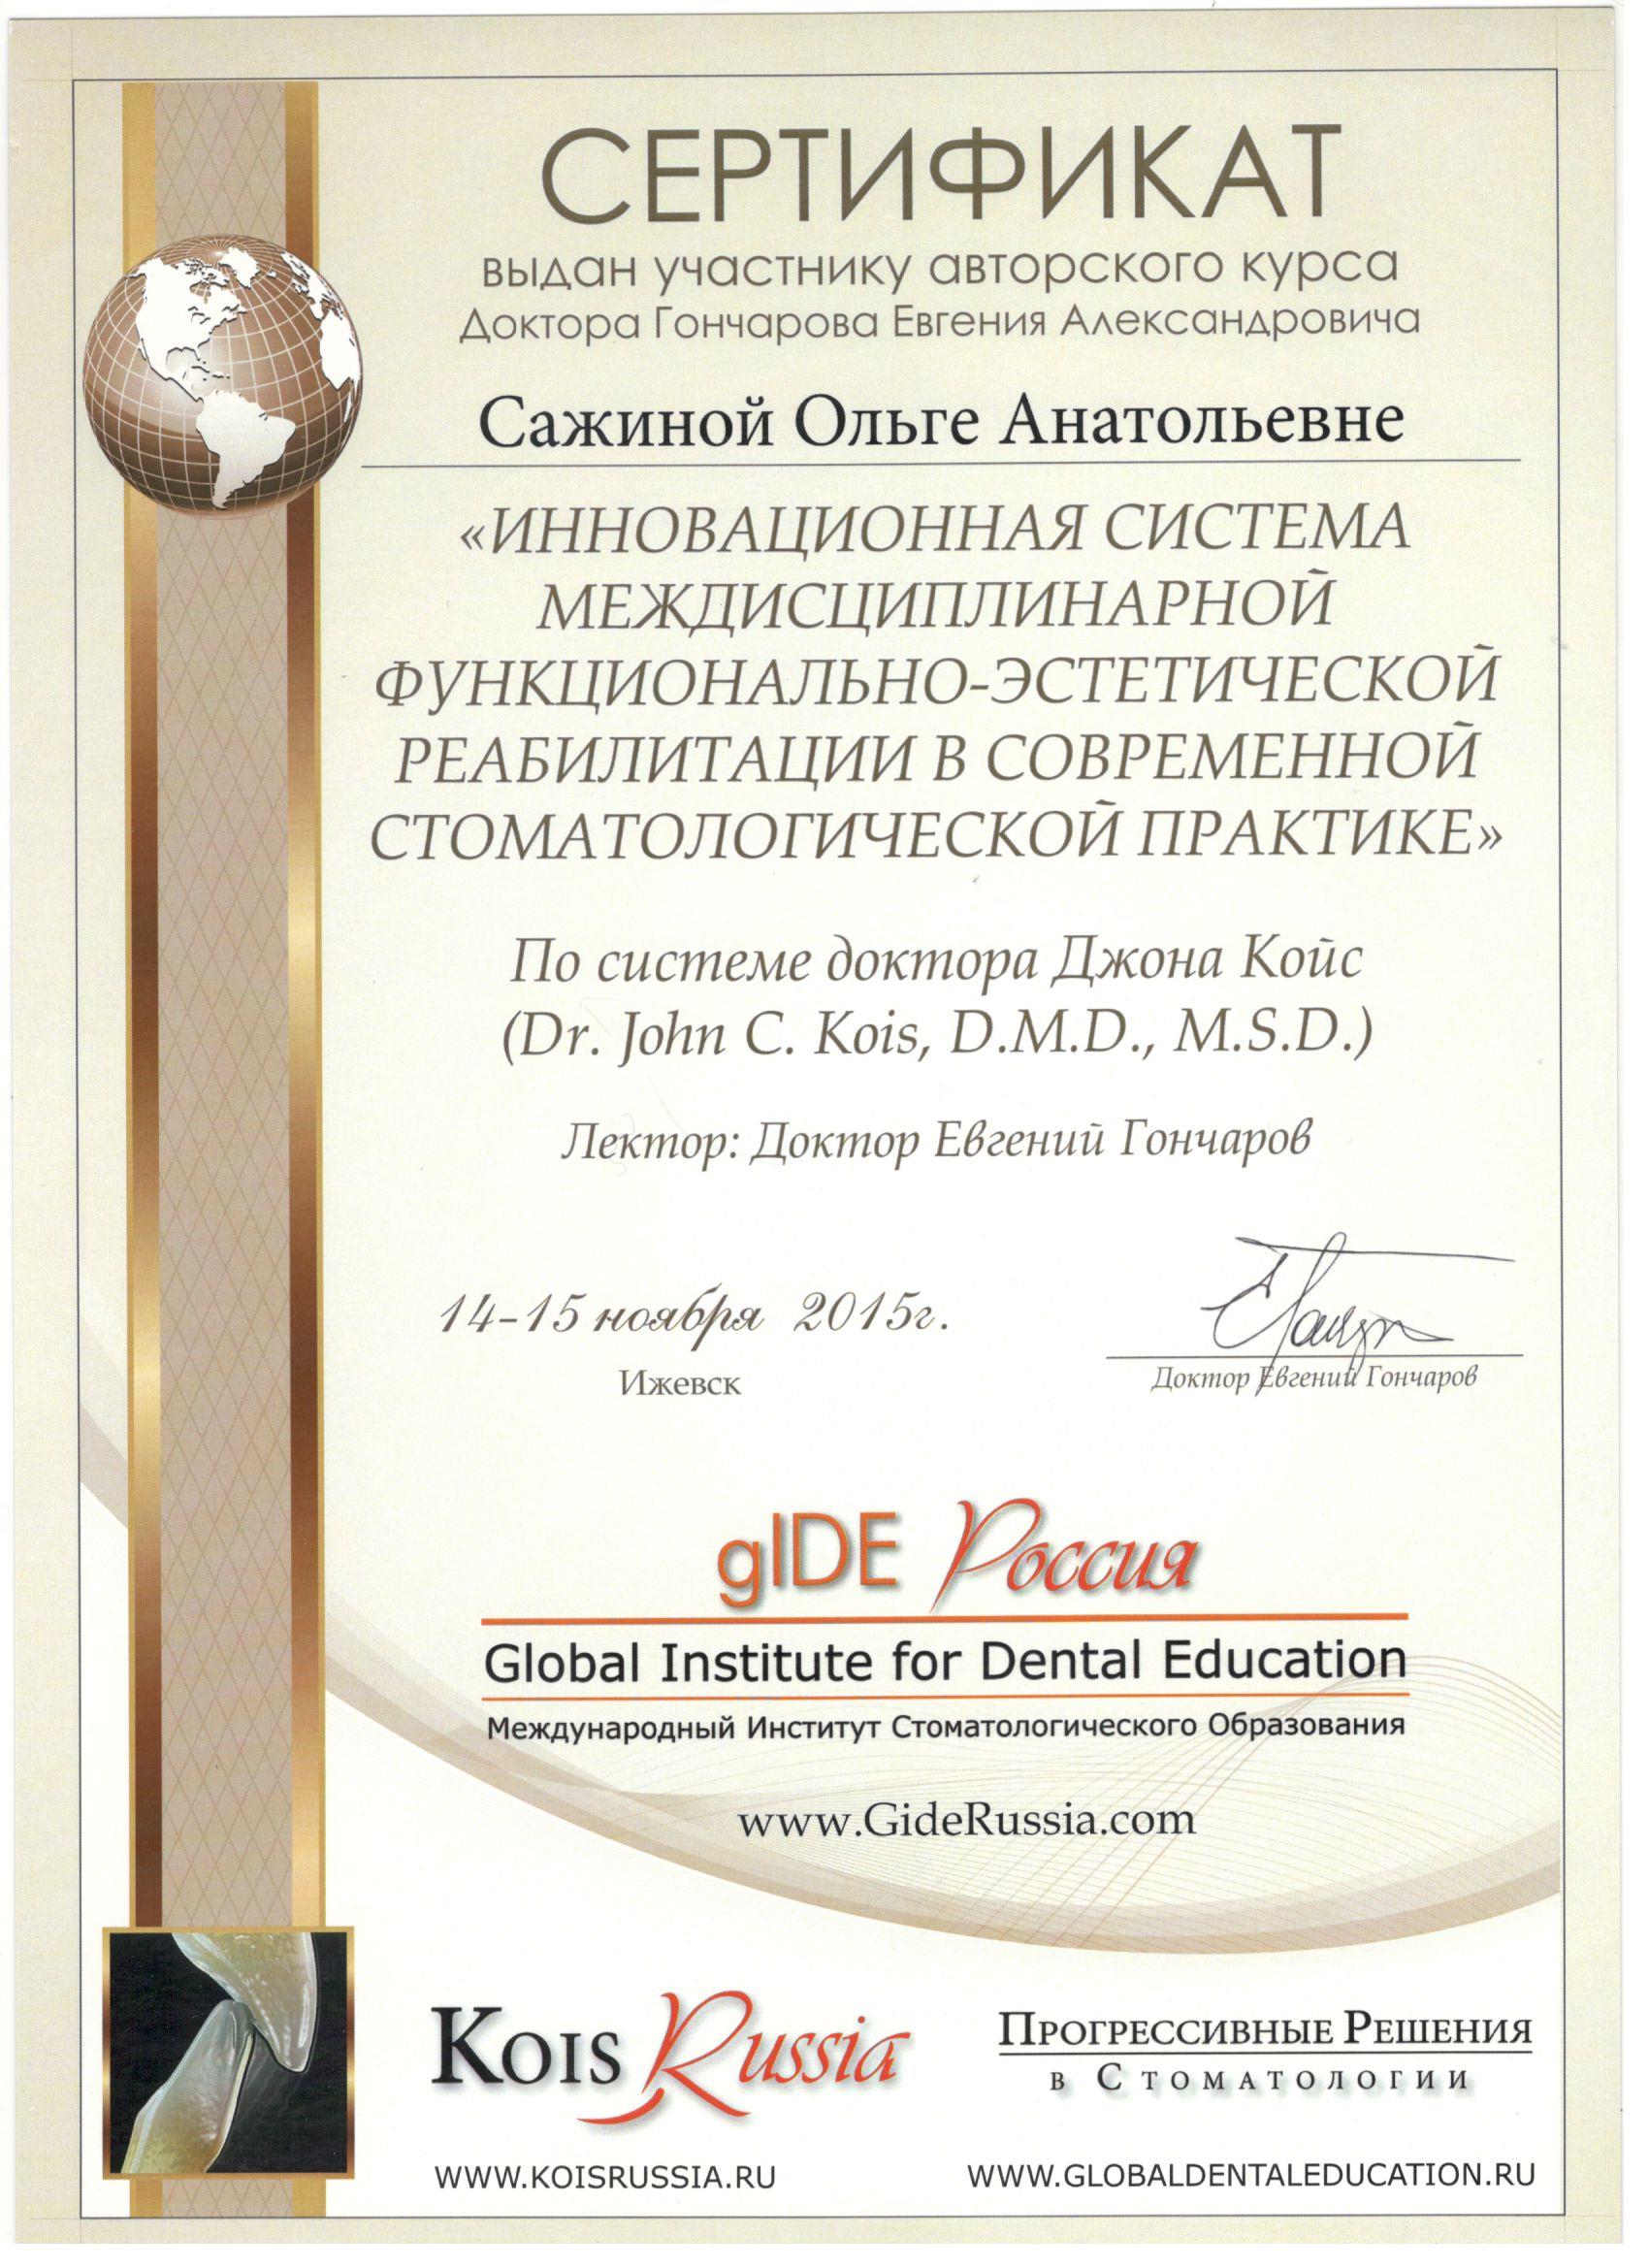 СЕРТИФИКАТ
выдан участнику авторского курса
Доктора Гончарова Евгения Александровича
Сажиной Ольге Анатольевне
«ИННОВАЦИОННАЯ СИСТЕМА
МЕЖДИСЦИПЛИНАРНОЙ
ФУНКЦИОНАЛЬНО-ЭСТЕТИЧЕСКОЙ
РЕАБИЛИТАЦИИ В СОВРЕМЕННОЙ
СТОМАТОЛОГИЧЕСКОЙ ПРАКТИКЕ»
По системе доктора Джона Койс
(Dr. John C. Kois, D.M.D., M.S.D.)
Лектор: Доктор Евгений Гончаров
14-15 ноября 2015г.
Ижевск
Доктор Евгений Гончаров
gIDE Россия
Global Institute for Dental Education
Международный Институт Стоматологического Образования
www.GideRussia.com
KOIS Russia
ПРОГРЕССИВНЫЕ РЕШЕНИЯ
В СТОМАТОЛОГИИ
WWW.KOISRUSSIA.RU
WWW.GLOBALDENTALEDUCATION.RU